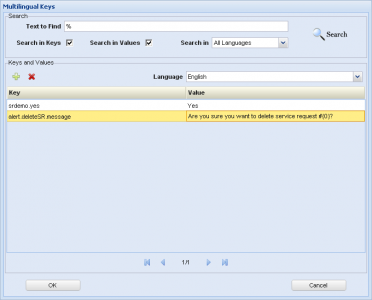 Multilingual Keys
Search
Text to Find %
Search in Keys Search in Values Search in All Languages Search
Keys and Values
Language English
Key Value
srdemo.yes Yes
alert.deleteSR.message Are you sure you want to delete service request #{0}?
1/1
OK Cancel